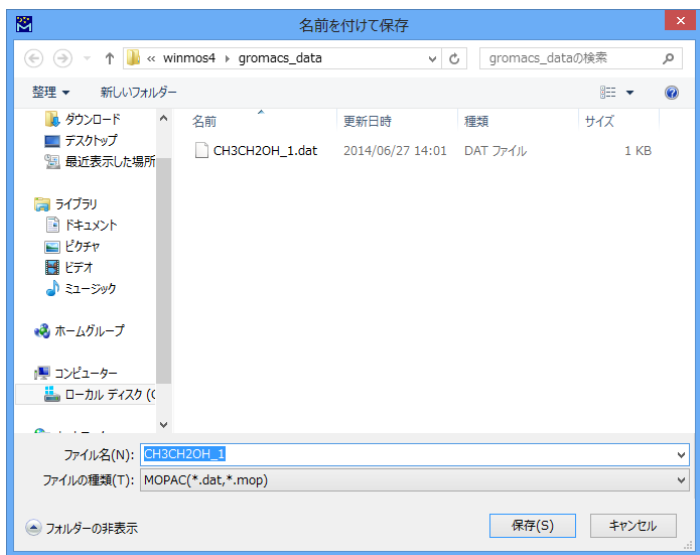 名前を付けて保存
« winmos4 ▸ gromacs_data
gromacs_dataの検索
整理 新しいフォルダー
ダウンロード
デスクトップ
最近表示した場所
ライブラリ
ドキュメント
ピクチャ
ビデオ
ミュージック
ホームグループ
コンピューター
ローカル ディスク (C
名前 更新日時 種類 サイズ
CH3CH2OH_1.dat 2014/06/27 14:01 DAT ファイル 1 KB
ファイル名(N): CH3CH2OH_1
ファイルの種類(T): MOPAC(*.dat,*.mop)
フォルダーの非表示 保存(S) キャンセル